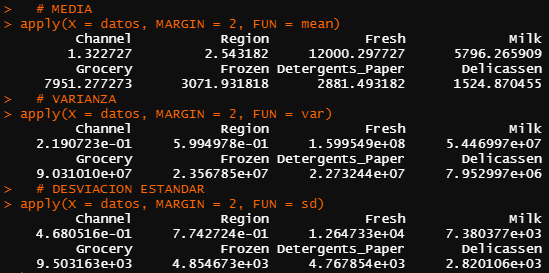 >   # MEDIA
> apply(X = datos, MARGIN = 2, FUN = mean)
Channel Region Fresh Milk
1.322727 2.543182 12000.297727 5796.265909
Grocery Frozen Detergents_Paper Delicassen
7951.277273 3071.931818 2881.493182 1524.870455
>   # VARIANZA
> apply(X = datos, MARGIN = 2, FUN = var)
Channel Region Fresh Milk
2.190723e-01 5.994978e-01 1.599549e+08 5.446997e+07
Grocery Frozen Detergents_Paper Delicassen
9.031010e+07 2.356785e+07 2.273244e+07 7.952997e+06
>   # DESVIACION ESTANDAR
> apply(X = datos, MARGIN = 2, FUN = sd)
Channel Region Fresh Milk
4.680516e-01 7.742724e-01 1.264733e+04 7.380377e+03
Grocery Frozen Detergents_Paper Delicassen
9.503163e+03 4.854673e+03 4.767854e+03 2.820106e+03